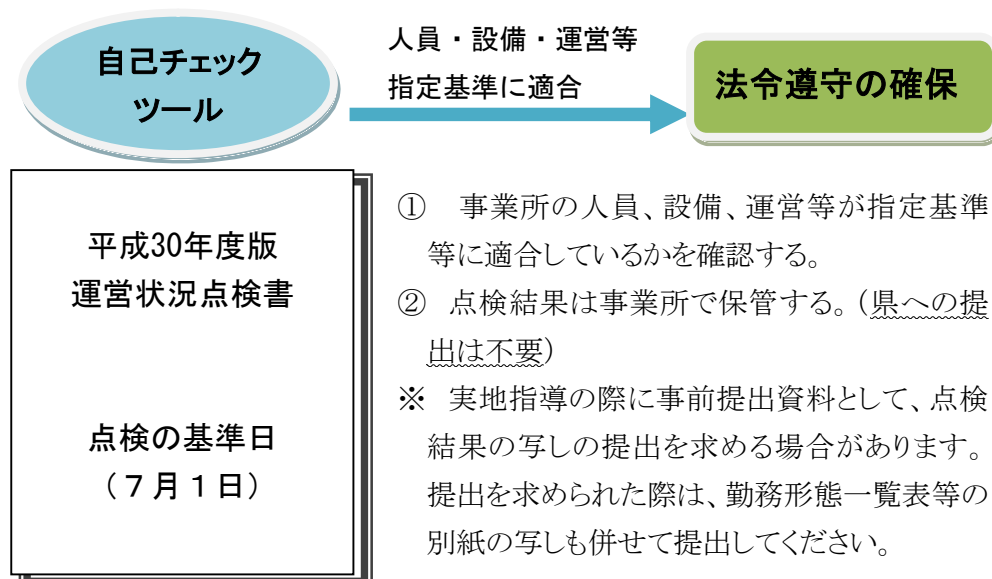 自己チェック
ツール
人員・設備・運営等
指定基準に適合
法令遵守の確保
平成30年度版
運営状況点検書
点検の基準日
(７月１日)
① 事業所の人員、設備、運営等が指定基準
等に適合しているかを確認する。
② 点検結果は事業所で保管する。(県への提
出は不要)
※ 実地指導の際に事前提出資料として、点検
結果の写しの提出を求める場合があります。
提出を求められた際は、勤務形態一覧表等の
別紙の写しも併せて提出してください。